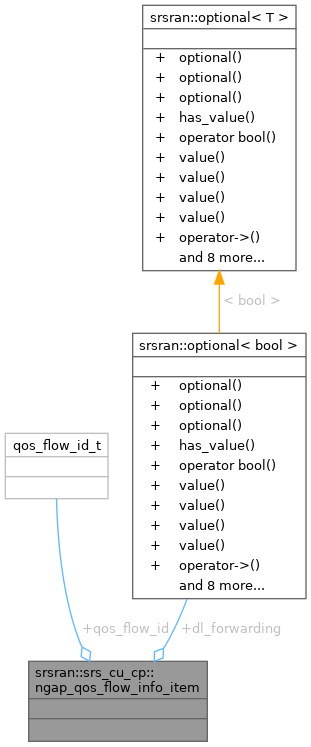 srsran::optional< T >
+ optional()
+ optional()
+ optional()
+ has_value()
+ operator bool()
+ value()
+ value()
+ value()
+ value()
+ operator->()
and 8 more...
< bool >
srsran::optional< bool >
+ optional()
+ optional()
+ optional()
+ has_value()
+ operator bool()
+ value()
+ value()
+ value()
+ value()
+ operator->()
and 8 more...
qos_flow_id_t
+qos_flow_id
+dl_forwarding
srsran::srs_cu_cp::
ngap_qos_flow_info_item